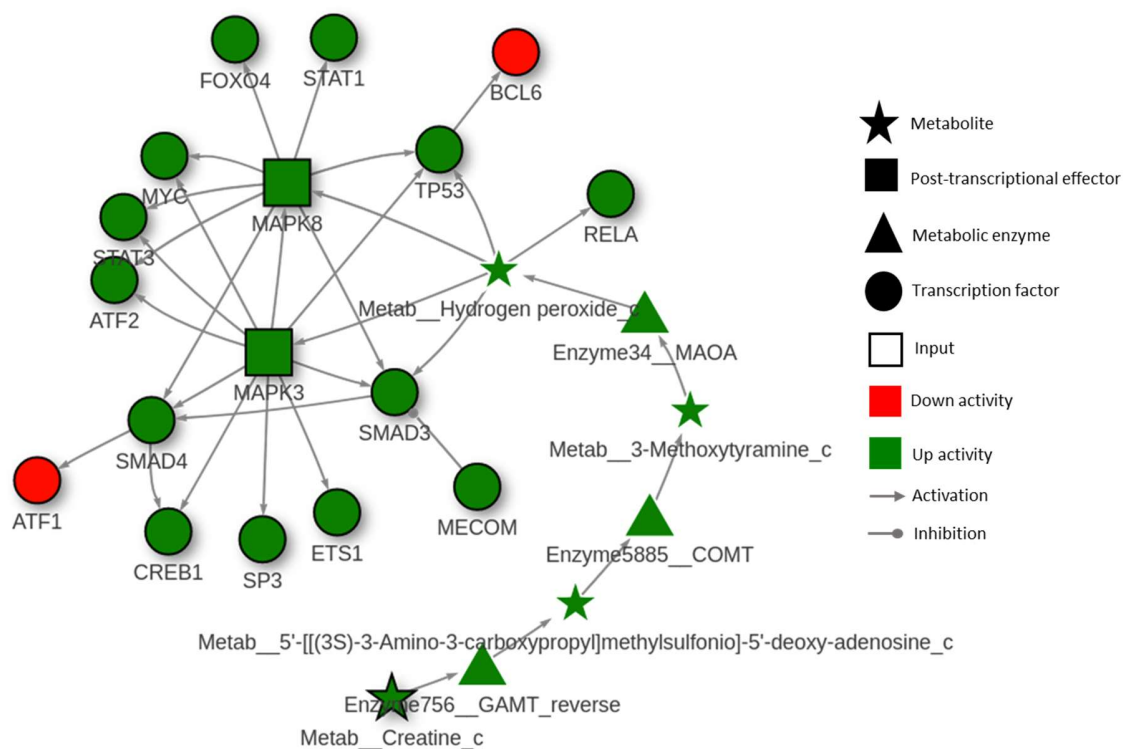 FOXO4
STAT1
BCL6
MYC
TP53
MAPK8
STAT3
RELA
ATF2
Metab__Hydrogen peroxide_c
Enzyme34__MAOA
MAPK3
SMAD3
SMAD4
Metab__3-Methoxytyramine_c
ATF1
MECOM
CREB1
SP3
ETS1
Enzyme5885__COMT
Metab__5'-[[(3S)-3-Amino-3-carboxypropyl]methylsulfonio]-5'-deoxy-adenosine_c
Enzyme756__GAMT_reverse
Metab__Creatine_c
Metabolite
Post-transcriptional effector
Metabolic enzyme
Transcription factor
Input
Down activity
Up activity
Activation
Inhibition